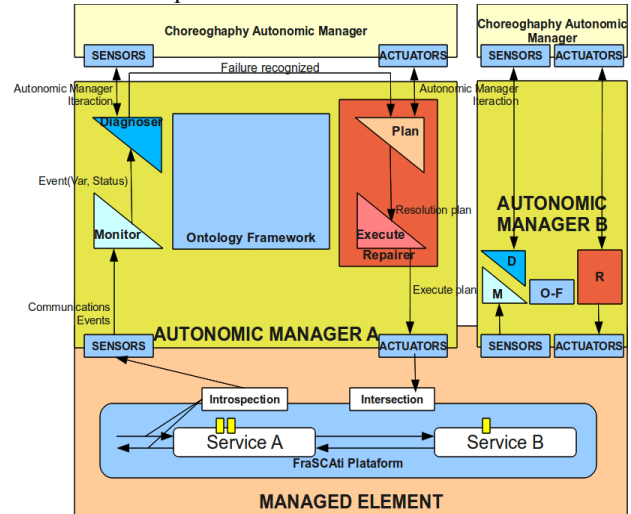 Choreoghaphy Autonomic Manager
SENSORS
ACTUATORS
Choreoghaphy Autonomic
Manager
SENSORS
ACTUATORS
Failure recognized
Autonomic Manager
Iteraction
Autonomic Manager
Iteraction
Diagnoser
Plan
Event(Var, Status)
Monitor
Ontology Framework
Resolution plan
Execute
Repairer
Execute plan
Communications
Events
AUTONOMIC MANAGER A
SENSORS
ACTUATORS
AUTONOMIC
MANAGER B
D
M
O-F
R
SENSORS
ACTUATORS
Introspection
Intersection
Service A
Service B
FraSCAti Plataform
MANAGED ELEMENT